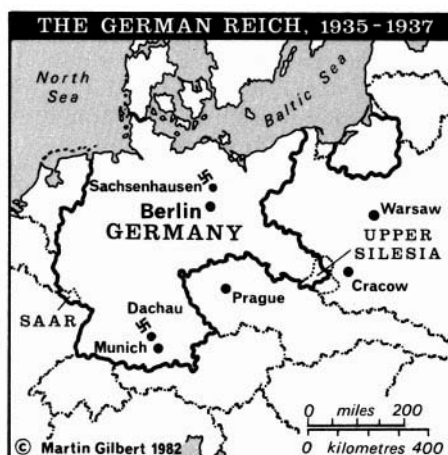 THE GERMAN REICH, 1935-1937
North
Sea
Baltic Sea
Sachsenhausen
Berlin
GERMANY
Warsaw
UPPER
SILESIA
Cracow
Prague
SAAR
Dachau
Munich
0 miles 200
0 kilometres 400
© Martin Gilbert 1982